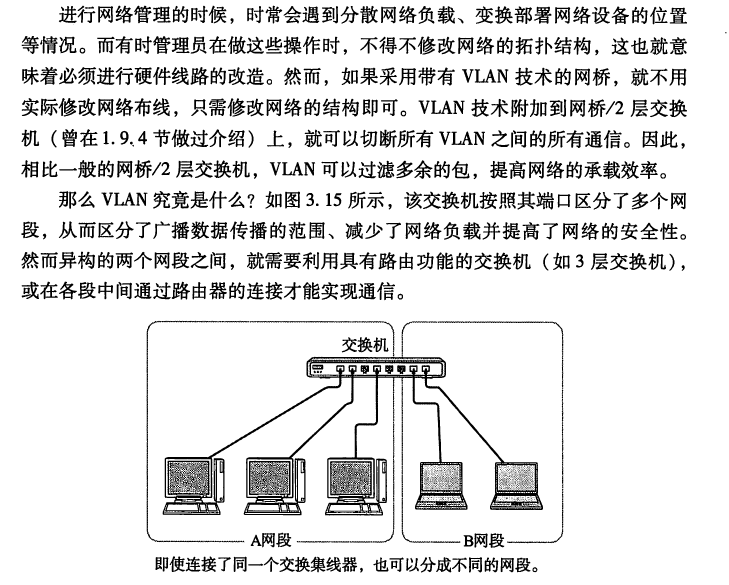 进行网络管理的时候，时常会遇到分散网络负载、变换部署网络设备的位置
等情况。而有时管理员在做这些操作时，不得不修改网络的拓扑结构，这也就意
味着必须进行硬件线路的改造。然而，如果采用带有 VLAN 技术的网桥，就不用
实际修改网络布线，只需修改网络的结构即可。VLAN 技术附加到网桥/2 层交换
机（曾在1.9.4 节做过介绍）上，就可以切断所有 VLAN 之间的所有通信。因此，
相比一般的网桥/2 层交换机，VLAN 可以过滤多余的包，提高网络的承载效率。
那么 VLAN 究竟是什么？如图 3.15 所示，该交换机按照其端口区分了多个网
段，从而区分了广播数据传播的范围、减少了网络负载并提高了网络的安全性。
然而异构的两个网段之间，就需要利用具有路由功能的交换机（如 3 层交换机），
或在各段中间通过路由器的连接才能实现通信。
交换机
A网段
B网段
即使连接了同一个交换集线器，也可以分成不同的网段。